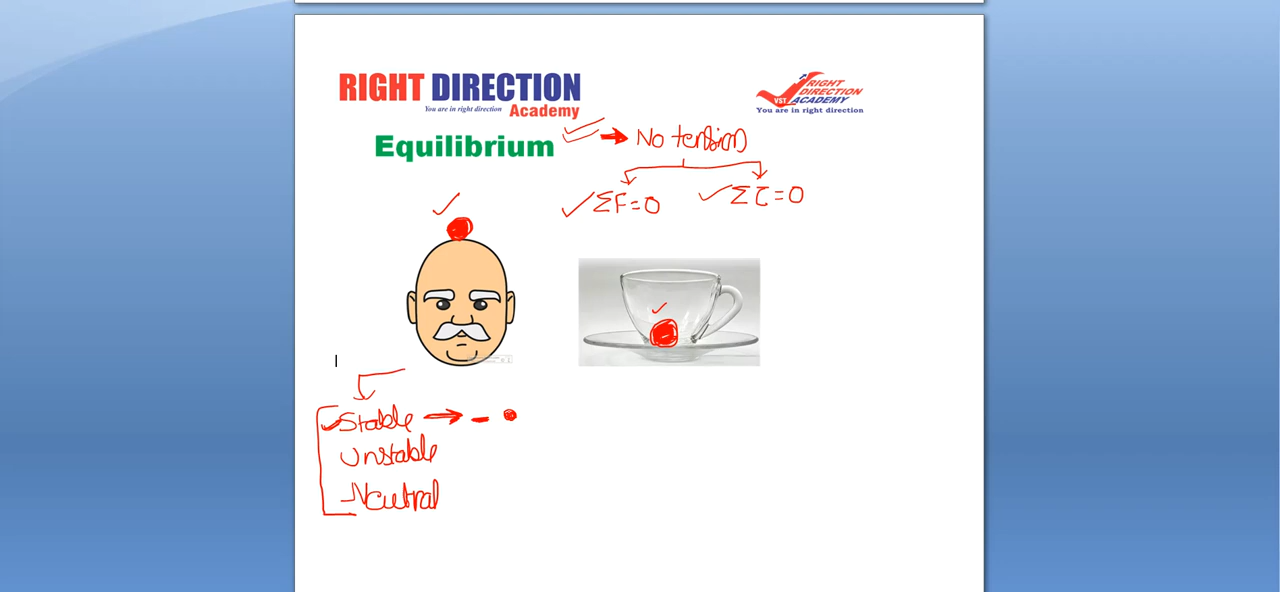 RIGHT DIRECTION
You are in right direction
Academy
RIGHT
DIRECTION
VST ACADEMY
You are in right direction
Equilibrium → No tension
ΣF=0 Στ=0
Stable → -
Unstable
-Neutral